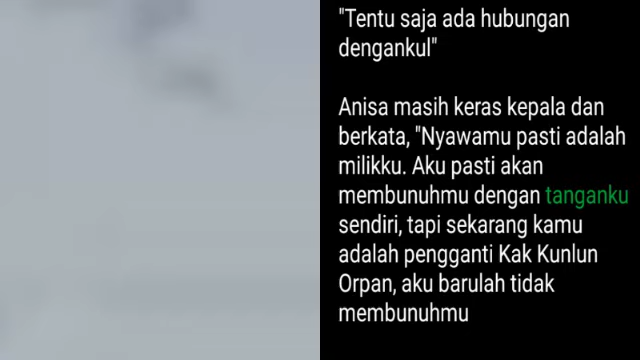 "Tentu saja ada hubungan
dengankul"
Anisa masih keras kepala dan
berkata, "Nyawamu pasti adalah
milikku. Aku pasti akan
membunuhmu dengan tanganku
sendiri, tapi sekarang kamu
adalah pengganti Kak Kunlun
Orpan, aku barulah tidak
membunuhmu